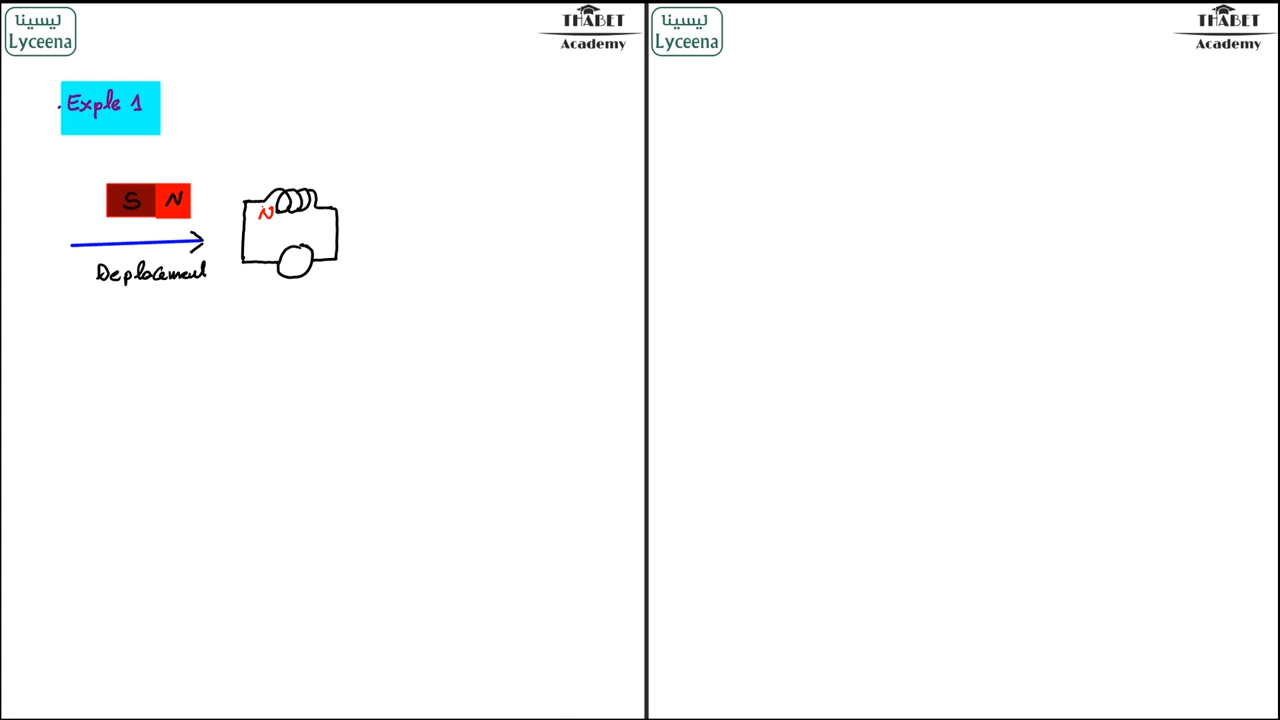 ليسينا
Lyceena
THABET
Academy
ليسينا
Lyceena
THABET
Academy
Exple 1
S N
N
Deplacement